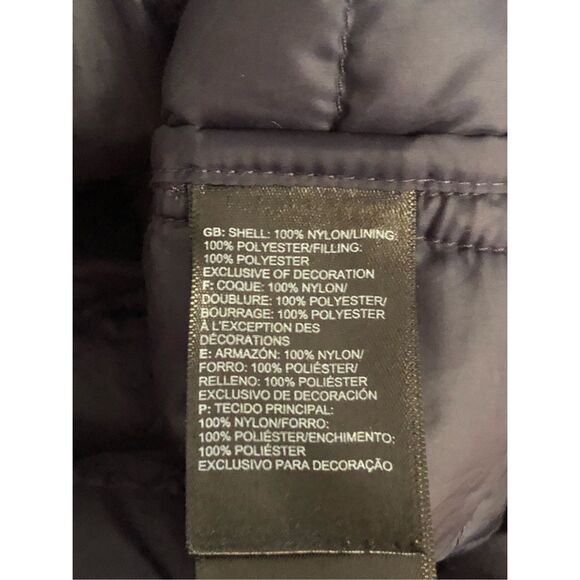 GB: SHELL: 100% NYLON/LINING:
100% POLYESTER/FILLING:
100% POLYESTER
EXCLUSIVE OF DECORATION
F: COQUE: 100% NYLON/
DOUBLURE: 100% POLYESTER/
BOURRAGE: 100% POLYESTER
À L'EXCEPTION DES
DÉCORATIONS
E: ARMAZÓN: 100% NYLON/
FORRO: 100% POLIÉSTER/
RELLENO: 100% POLIÉSTER
EXCLUSIVO DE DECORACIÓN
P: TECIDO PRINCIPAL:
100% NYLON/FORRO:
100% POLIÉSTER/ENCHIMENTO:
100% POLIÉSTER
EXCLUSIVO PARA DECORAÇÃO